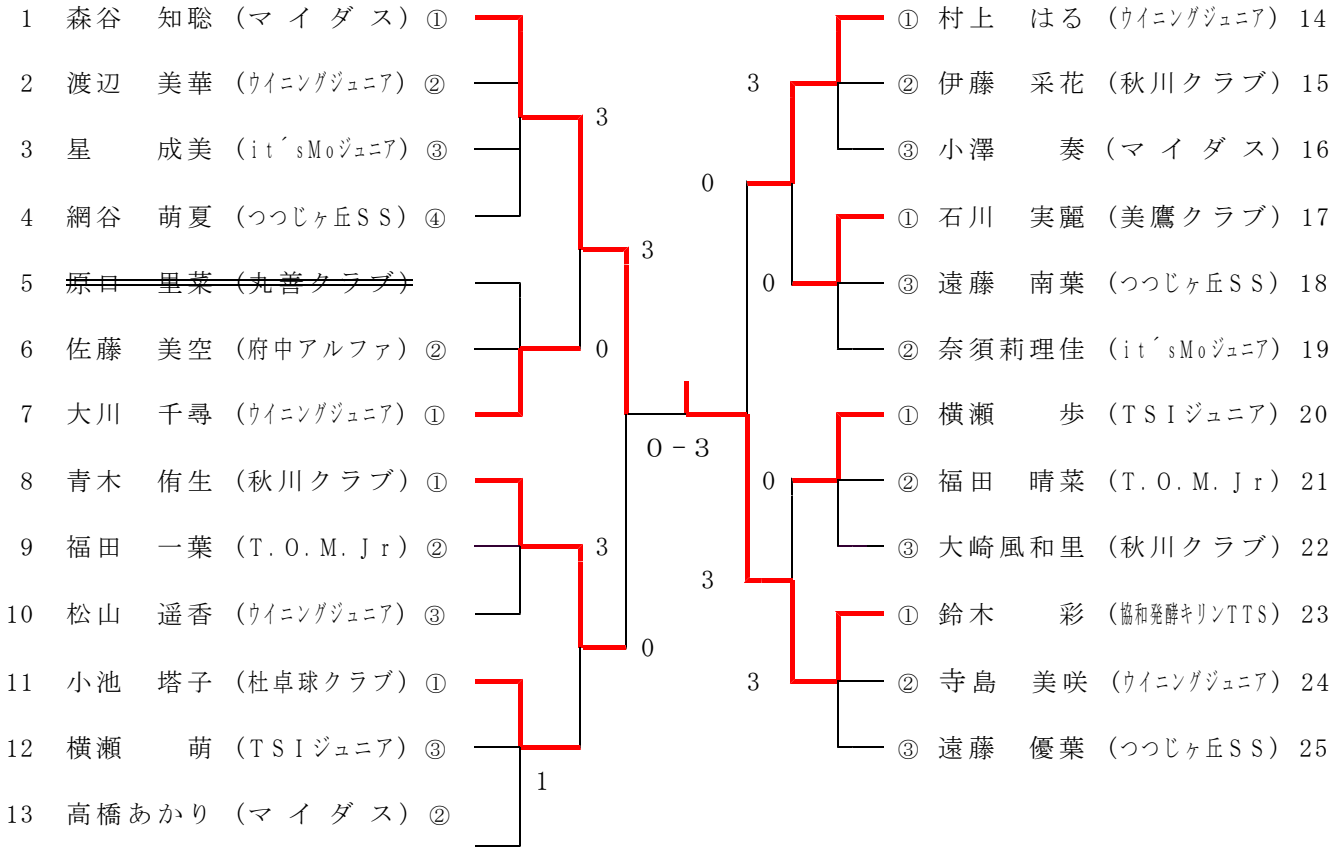 1 森谷 知聡 (マイダス) ①
2 渡辺 美華 (ウイニングジュニア) ②
3
3 星 成美 (it´sMoジュニア) ③
4 網谷 萌夏 (つつじヶ丘SS) ④
3
5 原口 里菜 (丸善クラブ)
6 佐藤 美空 (府中アルファ) ②
0
7 大川 千尋 (ウイニングジュニア) ①
0-3
8 青木 侑生 (秋川クラブ) ①
9 福田 一葉 (T.O.M.Jr) ②
3
10 松山 遥香 (ウイニングジュニア) ③
0
11 小池 塔子 (杜卓球クラブ) ①
12 横瀬 萌 (TSIジュニア) ③
1
13 高橋あかり (マイダス) ②
① 村上 はる (ウイニングジュニア) 14
3
② 伊藤 采花 (秋川クラブ) 15
③ 小澤 奏 (マイダス) 16
0
① 石川 実麗 (美鷹クラブ) 17
0
③ 遠藤 南葉 (つつじヶ丘SS) 18
② 奈須莉理佳 (it´sMoジュニア) 19
① 横瀬 歩 (TSIジュニア) 20
0
② 福田 晴菜 (T.O.M.Jr) 21
③ 大崎風和里 (秋川クラブ) 22
3
① 鈴木 彩 (協和発酵キリンTTS) 23
3
② 寺島 美咲 (ウイニングジュニア) 24
③ 遠藤 優葉 (つつじヶ丘SS) 25